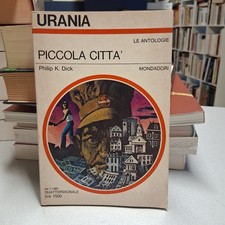 URANIA
LE ANTOLOGIE
PICCOLA CITTA'
Philip K. Dick
MONDADORI
QUATTORDICINALE
lire 1500